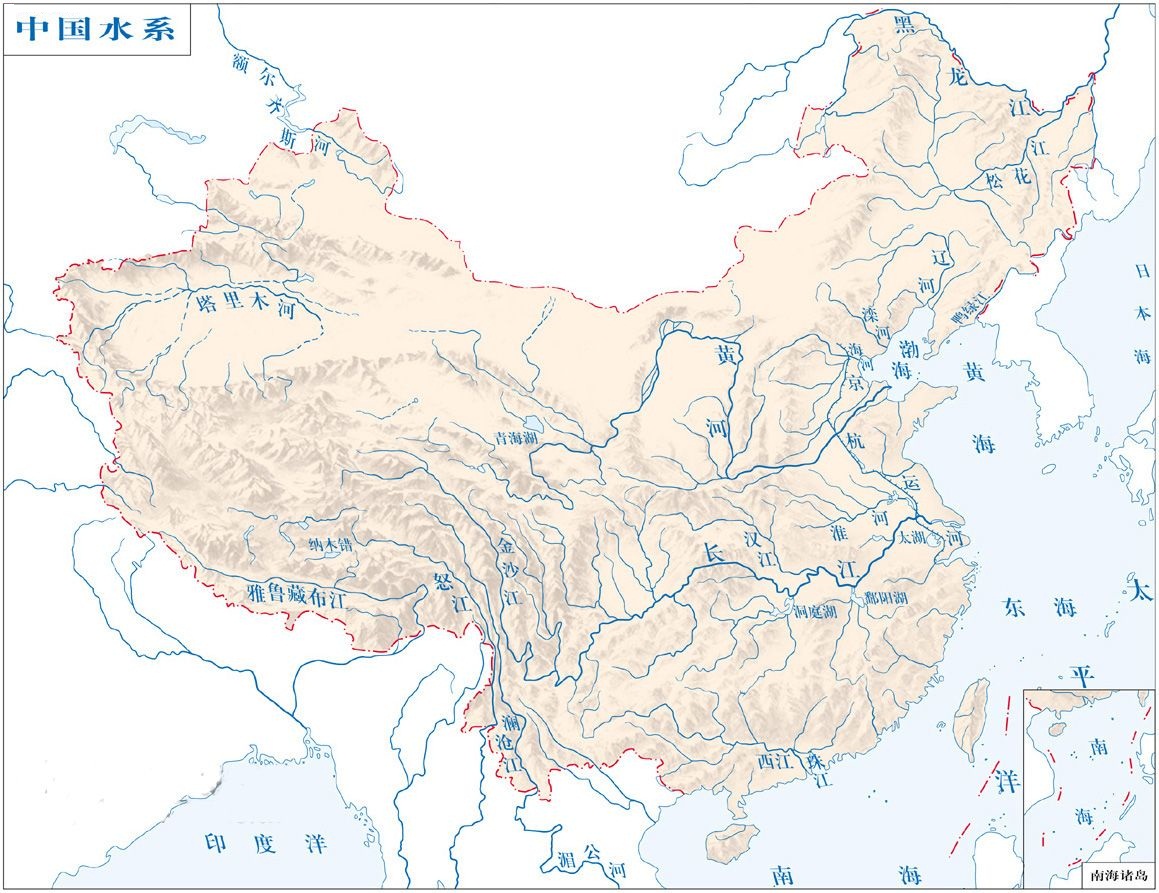 中国水系
额尔齐斯河
黑龙江
松花江
辽河
鸭绿江
滦河
海河
渤海
黄海
日本海
塔里木河
黄河
京杭运河
青海湖
淮河
太湖
长江
汉江
金沙江
纳木错
雅鲁藏布江
怒江
洞庭湖
鄱阳湖
东海
太平洋
澜沧江
西江
珠江
湄公河
印度洋
南海
南海
南海诸岛